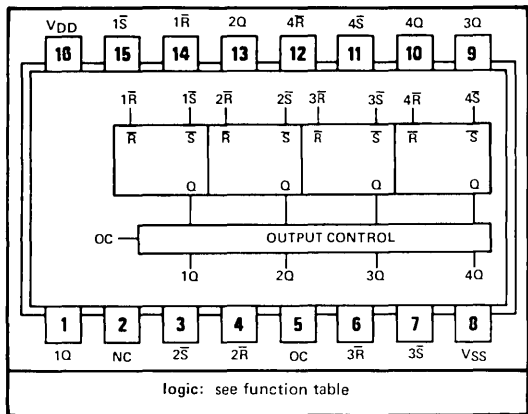 VDD 1S̅ 1R̅ 2Q 4R̅ 4S̅ 4Q 3Q
16 15 14 13 12 11 10 9
1R̅ 1S̅ 2R̅ 2S̅ 3R̅ 3S̅ 4R̅ 4S̅
R̅ S̅ R̅ S̅ R̅ S̅ R̅ S̅
Q Q Q Q
OC OUTPUT CONTROL
1Q 2Q 3Q 4Q
1 2 3 4 5 6 7 8
1Q NC 2S̅ 2R̅ OC 3R̅ 3S̅ VSS
logic: see function table